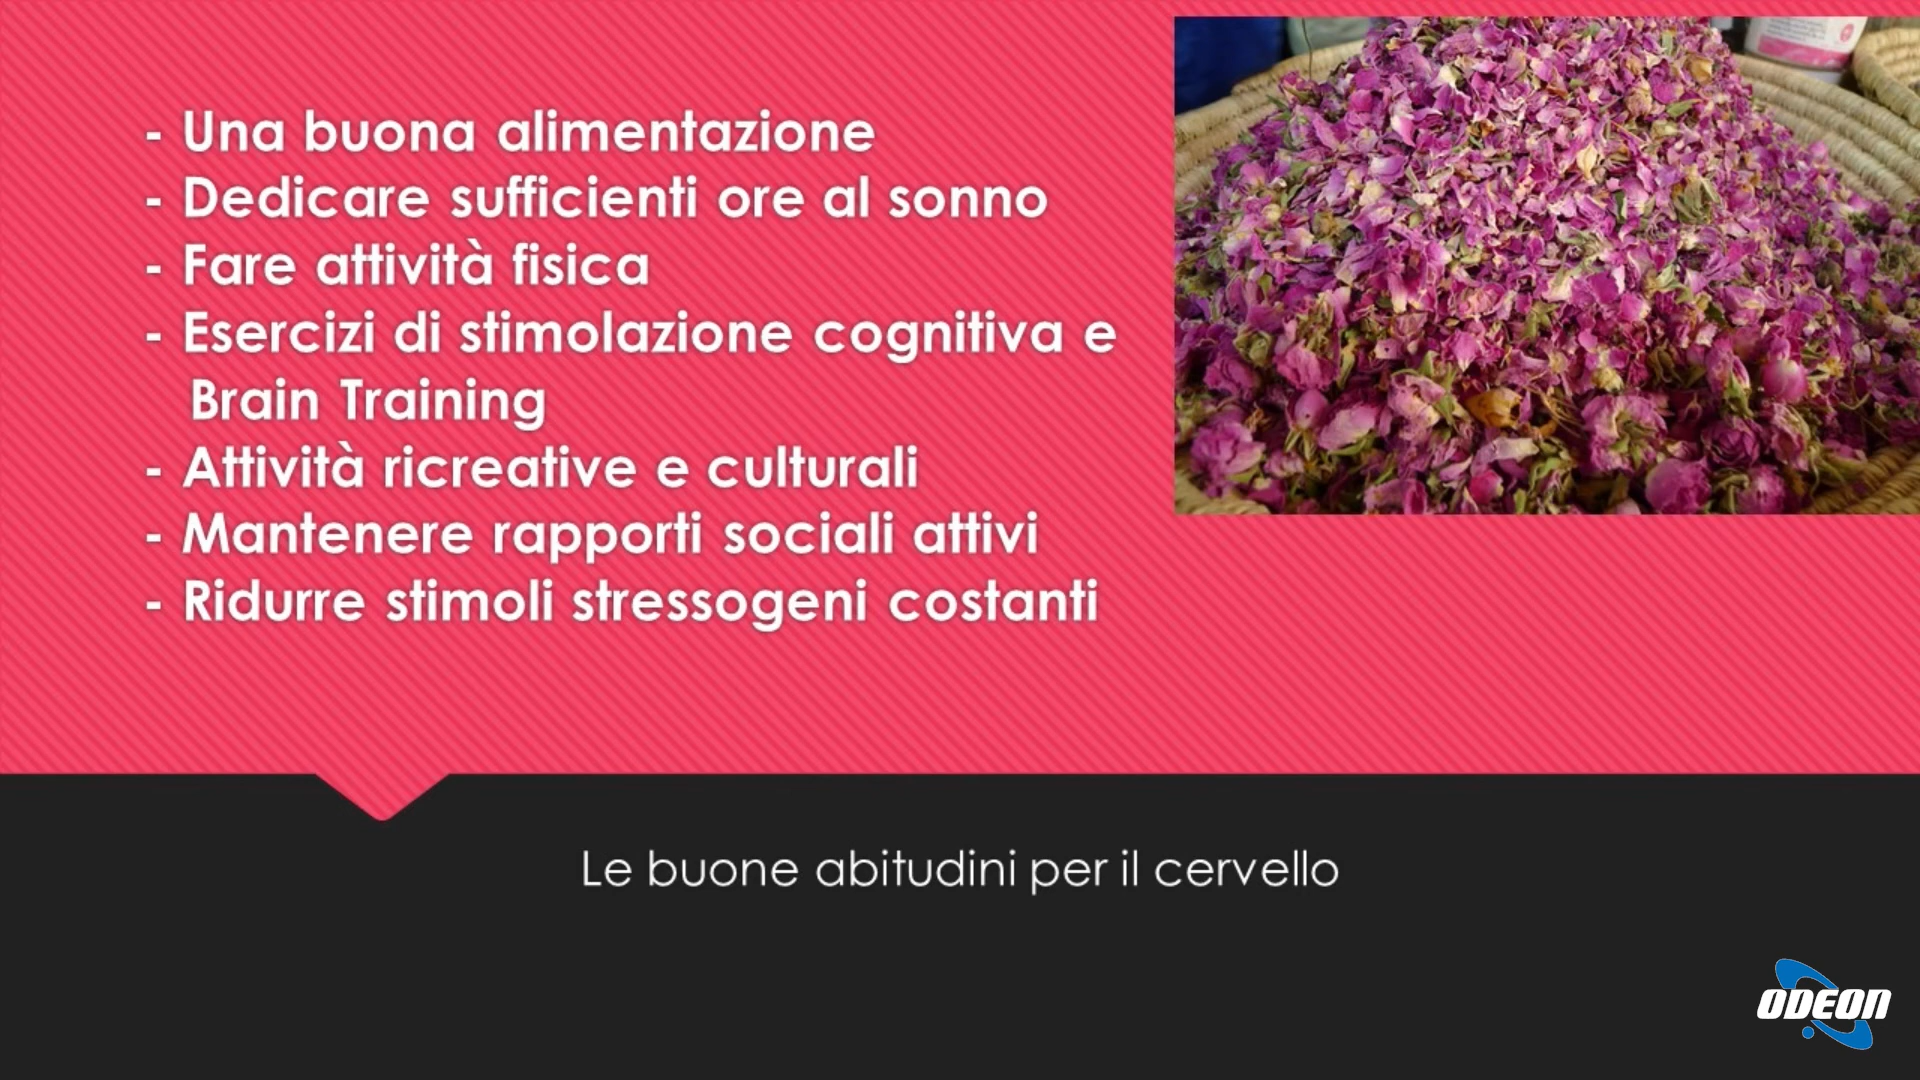 - Una buona alimentazione
- Dedicare sufficienti ore al sonno
- Fare attività fisica
- Esercizi di stimolazione cognitiva e
Brain Training
- Attività ricreative e culturali
- Mantenere rapporti sociali attivi
- Ridurre stimoli stressogeni costanti
Le buone abitudini per il cervello
ODEON